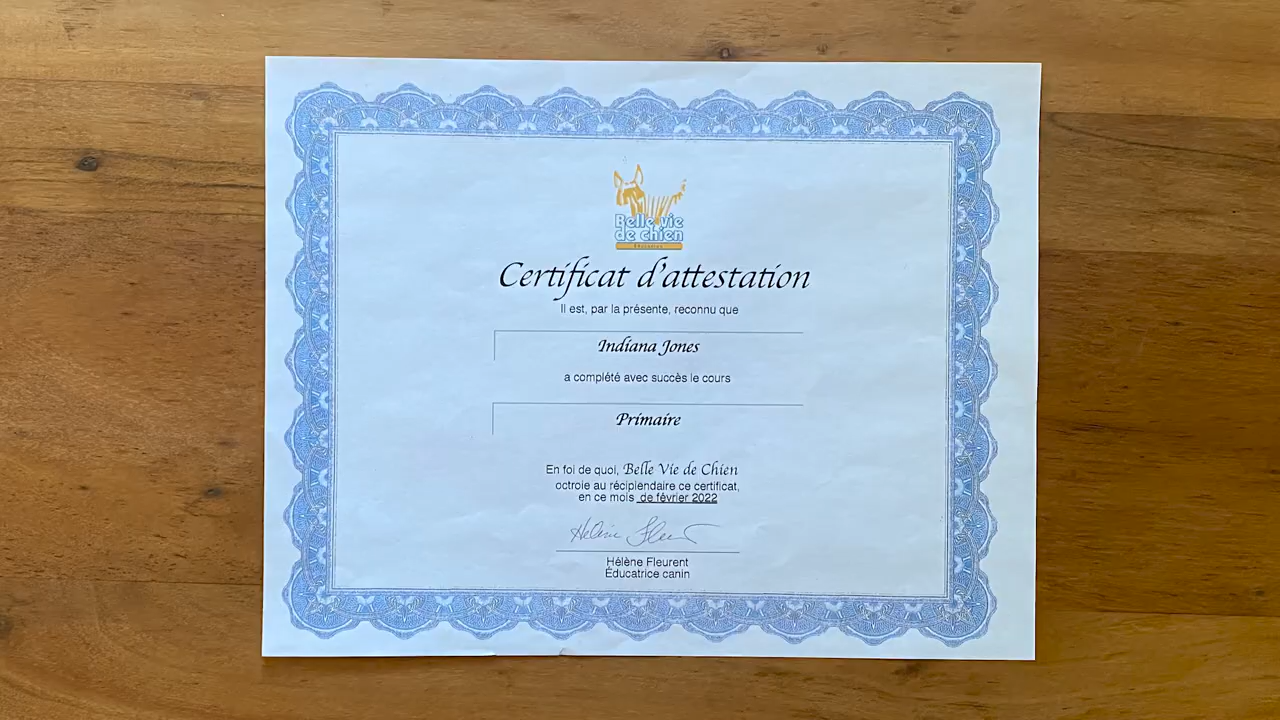 Belle vie
de chien
Certificat d'attestation
Il est, par la présente, reconnu que
Indiana Jones
a complété avec succès le cours
Primaire
En foi de quoi, Belle Vie de Chien
octroie au récipiendaire ce certificat,
en ce mois de février 2022
Hélène Fleurent
Hélène Fleurent
Éducatrice canin